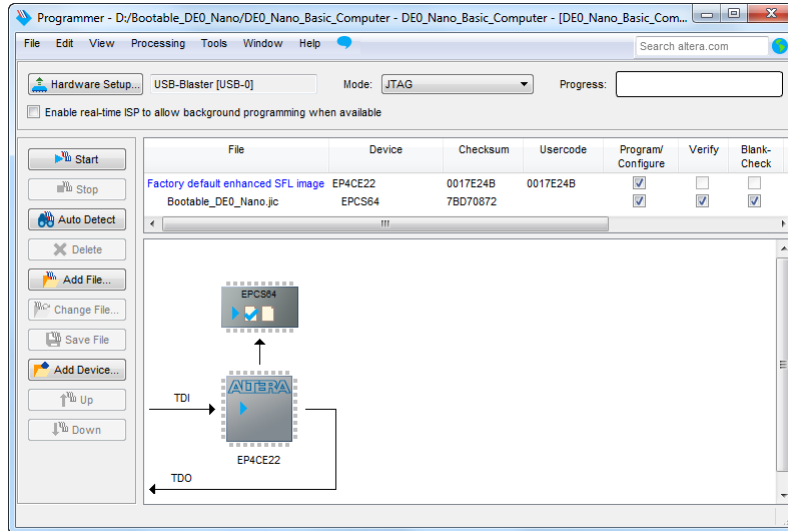 Programmer - D:/Bootable_DE0_Nano/DE0_Nano_Basic_Computer - DE0_Nano_Basic_Computer - [DE0_Nano_Basic_Com...
File Edit View Processing Tools Window Help
Search altera.com
Hardware Setup... USB-Blaster [USB-0] Mode: JTAG Progress:
Enable real-time ISP to allow background programming when available
Start
Stop
Auto Detect
Delete
Add File...
Change File...
Save File
Add Device...
Up
Down
File Device Checksum Usercode Program/ Verify Blank-
Configure Check
Factory default enhanced SFL image EP4CE22 0017E24B 0017E24B
Bootable_DE0_Nano.jic EPCS64 7BD70872
EPCS64
ALTERA
TDI
EP4CE22
TDO